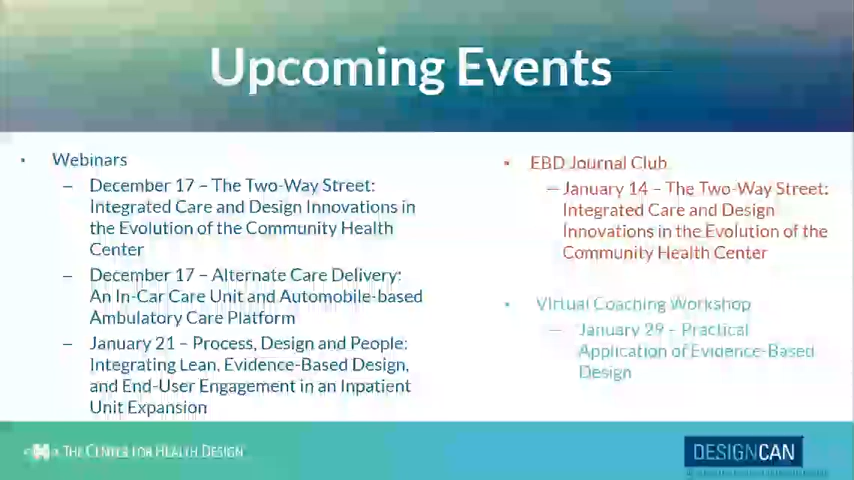 Upcoming Events
• Webinars
– December 17 – The Two-Way Street:
Integrated Care and Design Innovations in
the Evolution of the Community Health
Center
– December 17 – Alternate Care Delivery:
An In-Car Care Unit and Automobile-based
Ambulatory Care Platform
– January 21 – Process, Design and People:
Integrating Lean, Evidence-Based Design,
and End-User Engagement in an Inpatient
Unit Expansion
• EBD Journal Club
– January 14 – The Two-Way Street:
Integrated Care and Design
Innovations in the Evolution of the
Community Health Center
• Virtual Coaching Workshop
– January 29 – Practical
Application of Evidence-Based
Design
THE CENTER FOR HEALTH DESIGN
DESIGNCAN